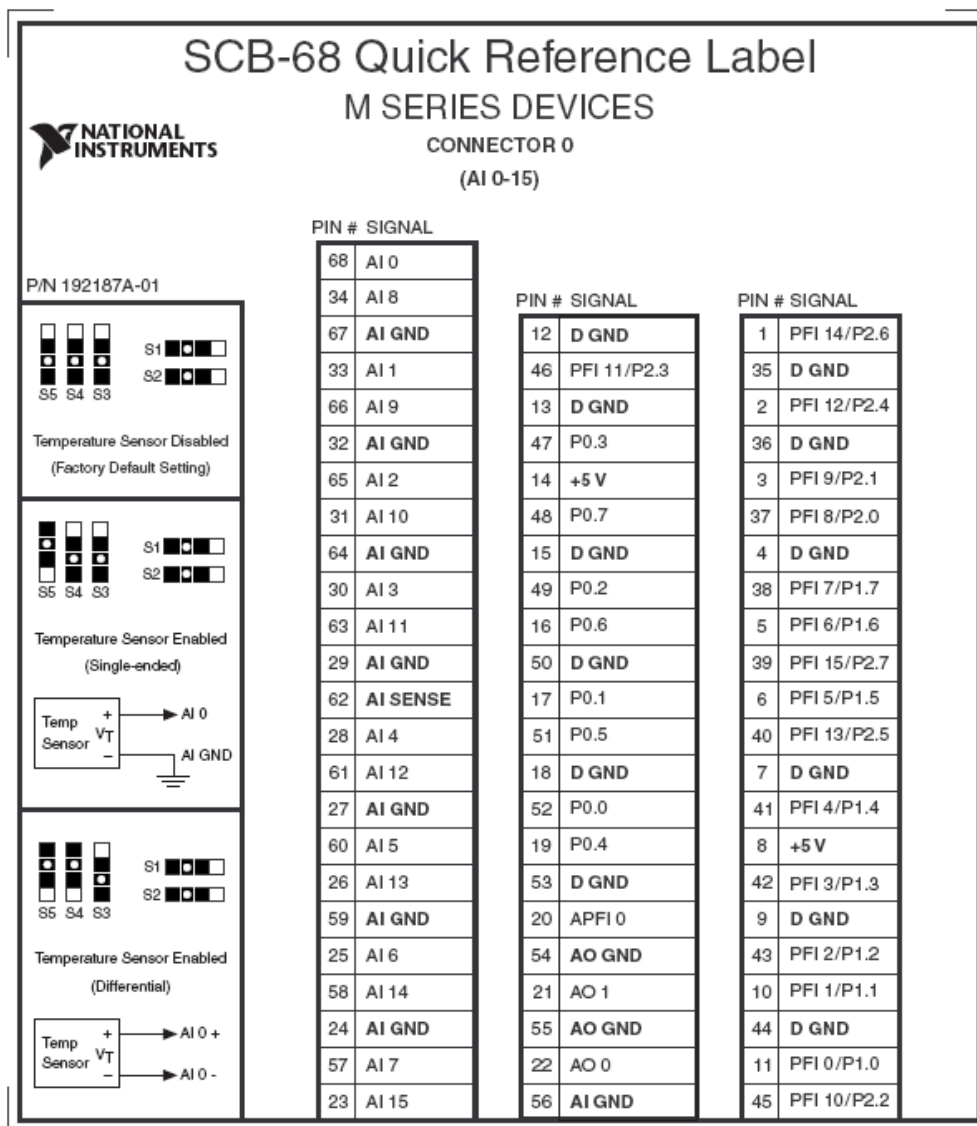 SCB-68 Quick Reference Label
M SERIES DEVICES
NATIONAL
INSTRUMENTS
CONNECTOR 0
(AI 0-15)
P/N 192187A-01
S5 S4 S3
S1
S2
Temperature Sensor Disabled
(Factory Default Setting)
S5 S4 S3
S1
S2
Temperature Sensor Enabled
(Single-ended)
Temp
Sensor
+
VT
–
AI 0
AI GND
S5 S4 S3
S1
S2
Temperature Sensor Enabled
(Differential)
Temp
Sensor
+
VT
–
AI 0 +
AI 0 -
PIN # SIGNAL
68 AI 0
34 AI 8
67 AI GND
33 AI 1
66 AI 9
32 AI GND
65 AI 2
31 AI 10
64 AI GND
30 AI 3
63 AI 11
29 AI GND
62 AI SENSE
28 AI 4
61 AI 12
27 AI GND
60 AI 5
26 AI 13
59 AI GND
25 AI 6
58 AI 14
24 AI GND
57 AI 7
23 AI 15
PIN # SIGNAL
12 D GND
46 PFI 11/P2.3
13 D GND
47 P0.3
14 +5 V
48 P0.7
15 D GND
49 P0.2
16 P0.6
50 D GND
17 P0.1
51 P0.5
18 D GND
52 P0.0
19 P0.4
53 D GND
20 APFI 0
54 AO GND
21 AO 1
55 AO GND
22 AO 0
56 AI GND
PIN # SIGNAL
1 PFI 14/P2.6
35 D GND
2 PFI 12/P2.4
36 D GND
3 PFI 9/P2.1
37 PFI 8/P2.0
4 D GND
38 PFI 7/P1.7
5 PFI 6/P1.6
39 PFI 15/P2.7
6 PFI 5/P1.5
40 PFI 13/P2.5
7 D GND
41 PFI 4/P1.4
8 +5 V
42 PFI 3/P1.3
9 D GND
43 PFI 2/P1.2
10 PFI 1/P1.1
44 D GND
11 PFI 0/P1.0
45 PFI 10/P2.2